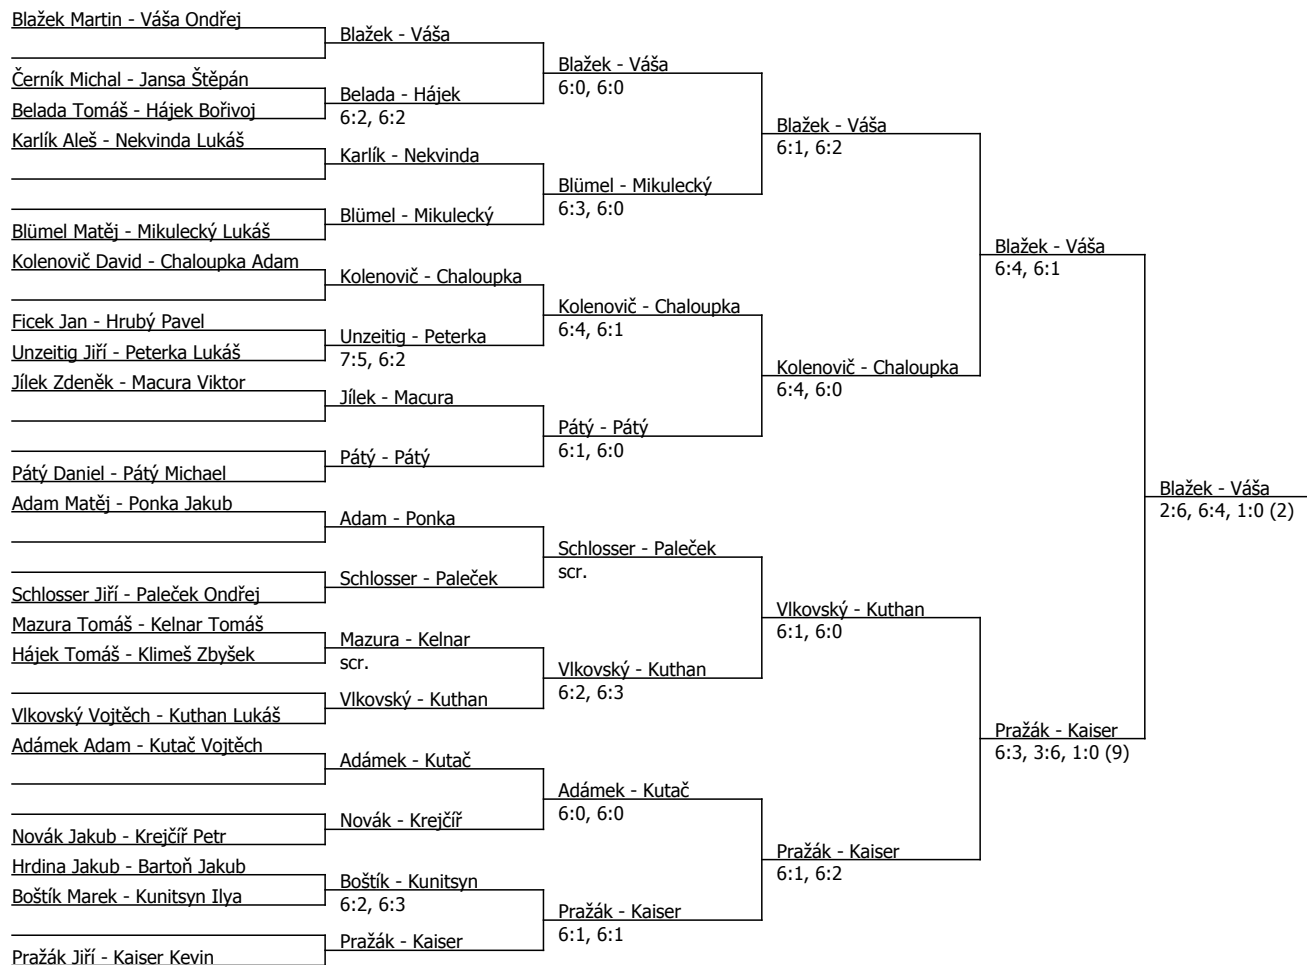 Blažek Martin - Váša Ondřej
Černík Michal - Jansa Štěpán
Belada Tomáš - Hájek Bořivoj
Karlík Aleš - Nekvinda Lukáš
Blümel Matěj - Mikulecký Lukáš
Kolenovič David - Chaloupka Adam
Ficek Jan - Hrubý Pavel
Unzeitig Jiří - Peterka Lukáš
Jílek Zdeněk - Macura Viktor
Pátý Daniel - Pátý Michael
Adam Matěj - Ponka Jakub
Schlosser Jiří - Paleček Ondřej
Mazura Tomáš - Kelnar Tomáš
Hájek Tomáš - Klimeš Zbyšek
Vlkovský Vojtěch - Kuthan Lukáš
Adámek Adam - Kutač Vojtěch
Novák Jakub - Krejčíř Petr
Hrdina Jakub - Bartoň Jakub
Boštík Marek - Kunitsyn Ilya
Pražák Jiří - Kaiser Kevin
Blažek - Váša
Belada - Hájek
6:2, 6:2
Karlík - Nekvinda
Blümel - Mikulecký
Kolenovič - Chaloupka
Unzeitig - Peterka
7:5, 6:2
Jílek - Macura
Pátý - Pátý
Adam - Ponka
Schlosser - Paleček
Mazura - Kelnar
scr.
Vlkovský - Kuthan
Adámek - Kutač
Novák - Krejčíř
Boštík - Kunitsyn
6:2, 6:3
Pražák - Kaiser
Blažek - Váša
6:0, 6:0
Blümel - Mikulecký
6:3, 6:0
Kolenovič - Chaloupka
6:4, 6:1
Pátý - Pátý
6:1, 6:0
Schlosser - Paleček
scr.
Vlkovský - Kuthan
6:2, 6:3
Adámek - Kutač
6:0, 6:0
Pražák - Kaiser
6:1, 6:1
Blažek - Váša
6:1, 6:2
Kolenovič - Chaloupka
6:4, 6:0
Vlkovský - Kuthan
6:1, 6:0
Pražák - Kaiser
6:1, 6:2
Blažek - Váša
6:4, 6:1
Pražák - Kaiser
6:3, 3:6, 1:0 (9)
Blažek - Váša
2:6, 6:4, 1:0 (2)